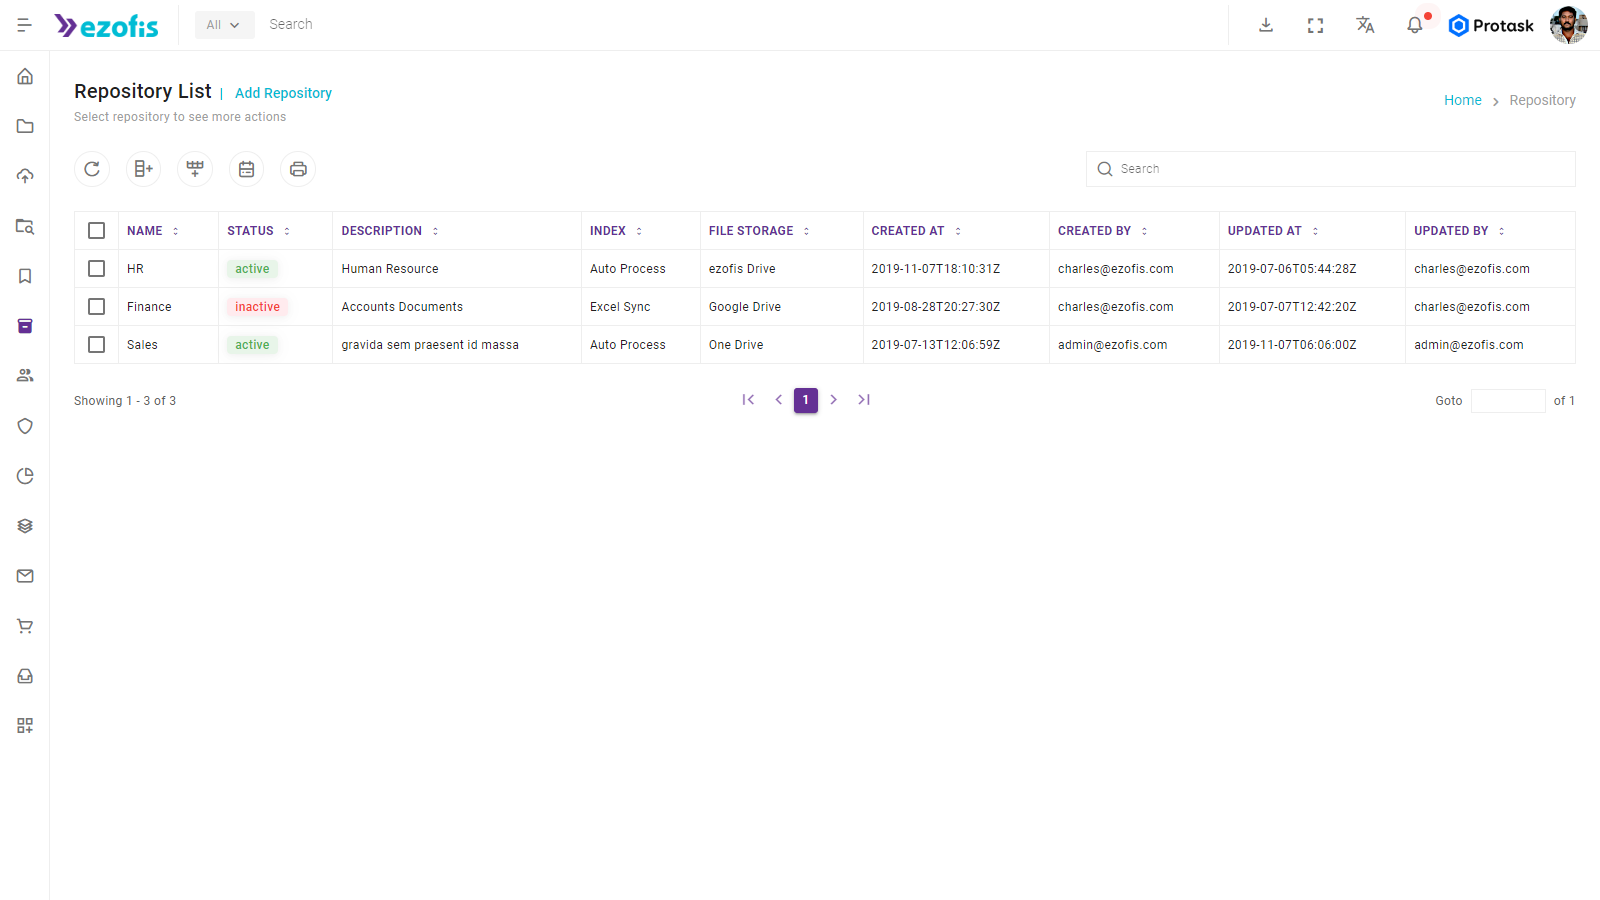 ezofis
All
Search
Protask
Repository List | Add Repository
Select repository to see more actions
Home > Repository
Search
NAME STATUS DESCRIPTION INDEX FILE STORAGE CREATED AT CREATED BY UPDATED AT UPDATED BY
HR active Human Resource Auto Process ezofis Drive 2019-11-07T18:10:31Z charles@ezofis.com 2019-07-06T05:44:28Z charles@ezofis.com
Finance inactive Accounts Documents Excel Sync Google Drive 2019-08-28T20:27:30Z charles@ezofis.com 2019-07-07T12:42:20Z charles@ezofis.com
Sales active gravida sem praesent id massa Auto Process One Drive 2019-07-13T12:06:59Z admin@ezofis.com 2019-11-07T06:06:00Z admin@ezofis.com
Showing 1 - 3 of 3
1
Goto of 1